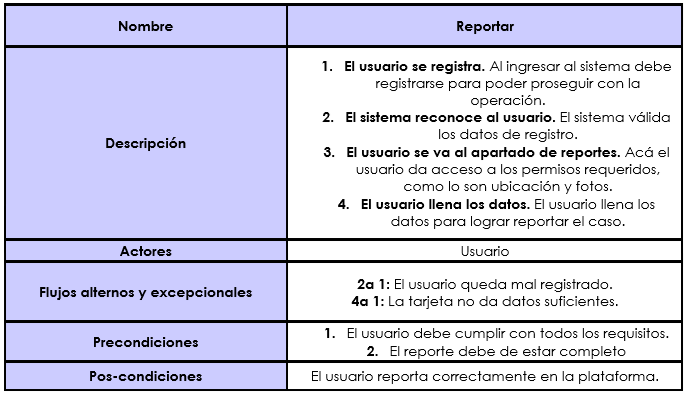 Nombre
Reportar
Descripción
1. El usuario se registra. Al ingresar al sistema debe
registrarse para poder proseguir con la
operación.
2. El sistema reconoce al usuario. El sistema válida
los datos de registro.
3. El usuario se va al apartado de reportes. Acá el
usuario da acceso a los permisos requeridos,
como lo son ubicación y fotos.
4. El usuario llena los datos. El usuario llena los
datos para lograr reportar el caso.
Actores
Usuario
Flujos alternos y excepcionales
2a 1: El usuario queda mal registrado.
4a 1: La tarjeta no da datos suficientes.
Precondiciones
1. El usuario debe cumplir con todos los requisitos.
2. El reporte debe de estar completo
Pos-condiciones
El usuario reporta correctamente en la plataforma.